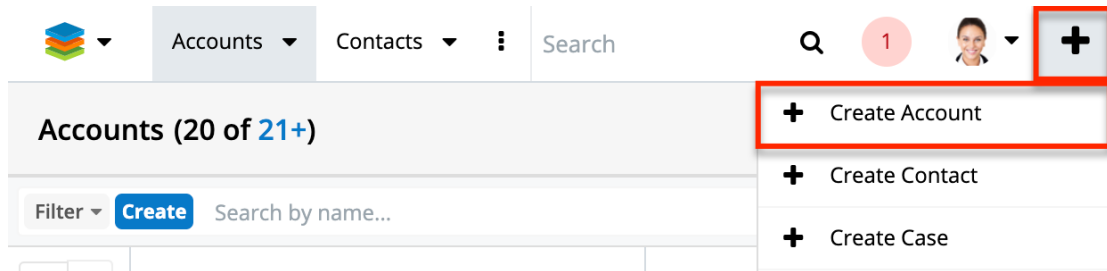 Accounts Contacts Search 1
Create Account
Accounts (20 of 21+)
Create Contact
Filter Create Search by name...
Create Case